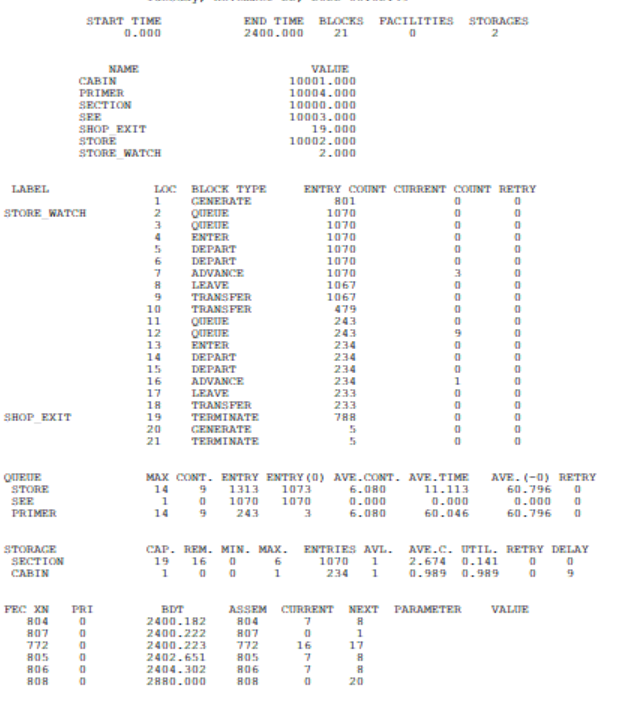 START TIME END TIME BLOCKS FACILITIES STORAGES
0.000 2400.000 21 0 2
NAME VALUE
CABIN 10001.000
PRIMER 10004.000
SECTION 10000.000
SEE 10003.000
SHOP_EXIT 19.000
STORE 10002.000
STORE_WATCH 2.000
LABEL LOC BLOCK TYPE ENTRY COUNT CURRENT COUNT RETRY
1 GENERATE 801 0 0
STORE_WATCH 2 QUEUE 1070 0 0
3 QUEUE 1070 0 0
4 ENTER 1070 0 0
5 DEPART 1070 0 0
6 DEPART 1070 0 0
7 ADVANCE 1070 3 0
8 LEAVE 1067 0 0
9 TRANSFER 1067 0 0
10 TRANSFER 479 0 0
11 QUEUE 243 0 0
12 QUEUE 243 9 0
13 ENTER 234 0 0
14 DEPART 234 0 0
15 DEPART 234 0 0
16 ADVANCE 234 1 0
17 LEAVE 233 0 0
18 TRANSFER 233 0 0
SHOP_EXIT 19 TERMINATE 788 0 0
20 GENERATE 5 0 0
21 TERMINATE 5 0 0
QUEUE MAX CONT. ENTRY ENTRY(0) AVE.CONT. AVE.TIME AVE.(-0) RETRY
STORE 14 9 1313 1073 6.080 11.113 60.796 0
SEE 1 0 1070 1070 0.000 0.000 0.000 0
PRIMER 14 9 243 3 6.080 60.046 60.796 0
STORAGE CAP. REM. MIN. MAX. ENTRIES AVL. AVE.C. UTIL. RETRY DELAY
SECTION 19 16 0 6 1070 1 2.674 0.141 0 0
CABIN 1 0 0 1 234 1 0.989 0.989 0 9
FEC XN PRI BDT ASSEM CURRENT NEXT PARAMETER VALUE
804 0 2400.182 804 7 8
807 0 2400.222 807 0 1
772 0 2400.223 772 16 17
805 0 2402.651 805 7 8
806 0 2404.302 806 7 8
808 0 2880.000 808 0 20